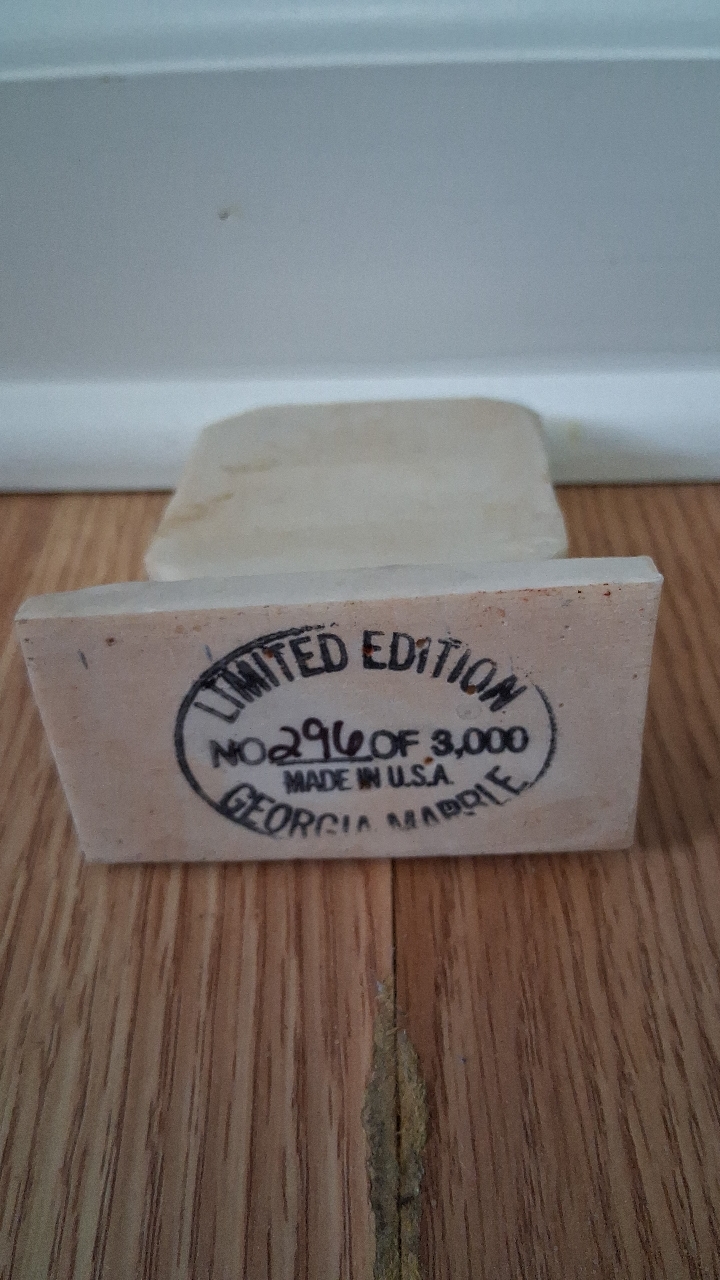 LIMITED EDITION
NO 296 OF 3,000
MADE IN U.S.A.
GEORGIA MARBLE